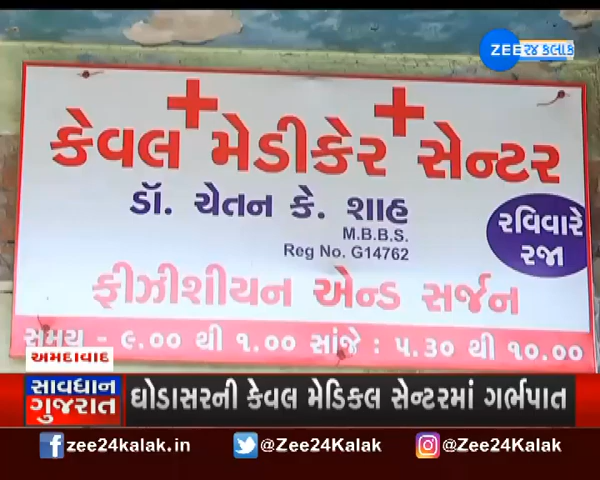 ZEE ૨૪ કલાક
કેવલ મેડીકેર સેન્ટર
ડૉ. ચેતન કે. શાહ
M.B.B.S.
Reg No. G14762
રવિવારે
રજા
ફીઝીશીયન એન્ડ સર્જન
સમય - ૯.૦૦ થી ૧.૦૦ સાંજે : ૫.૩૦ થી ૧૦.૦૦
અમદાવાદ
સાવધાન
ગુજરાત
ઘોડાસરની કેવલ મેડિકલ સેન્ટરમાં ગર્ભપાત
zee24kalak.in
@Zee24Kalak
@Zee24Kalak